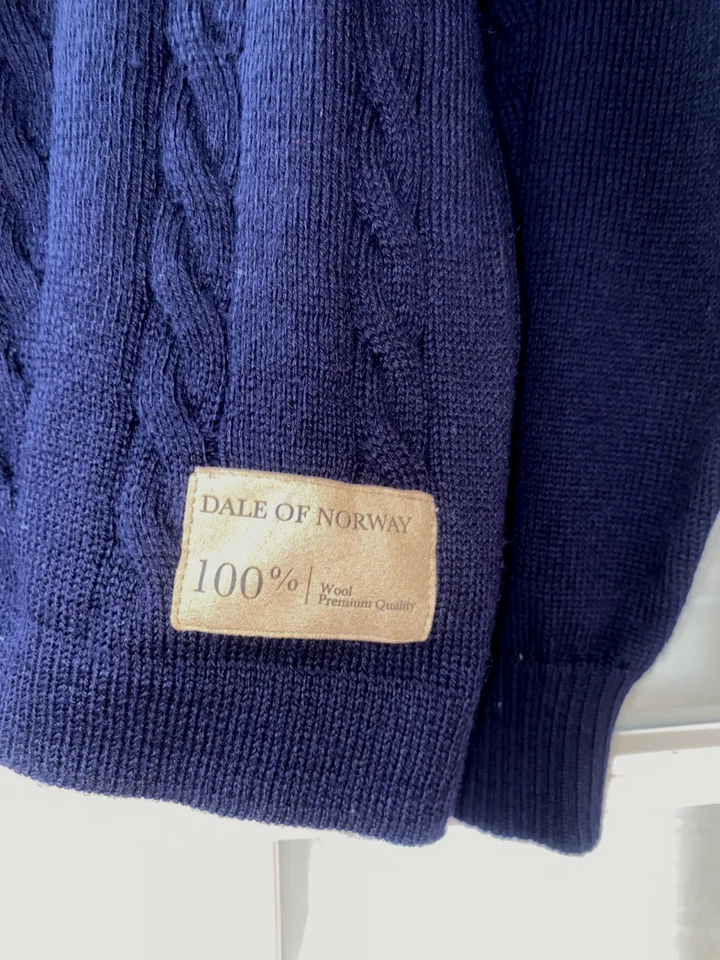 DALE OF NORWAY
100% | Wool
Premium Quality